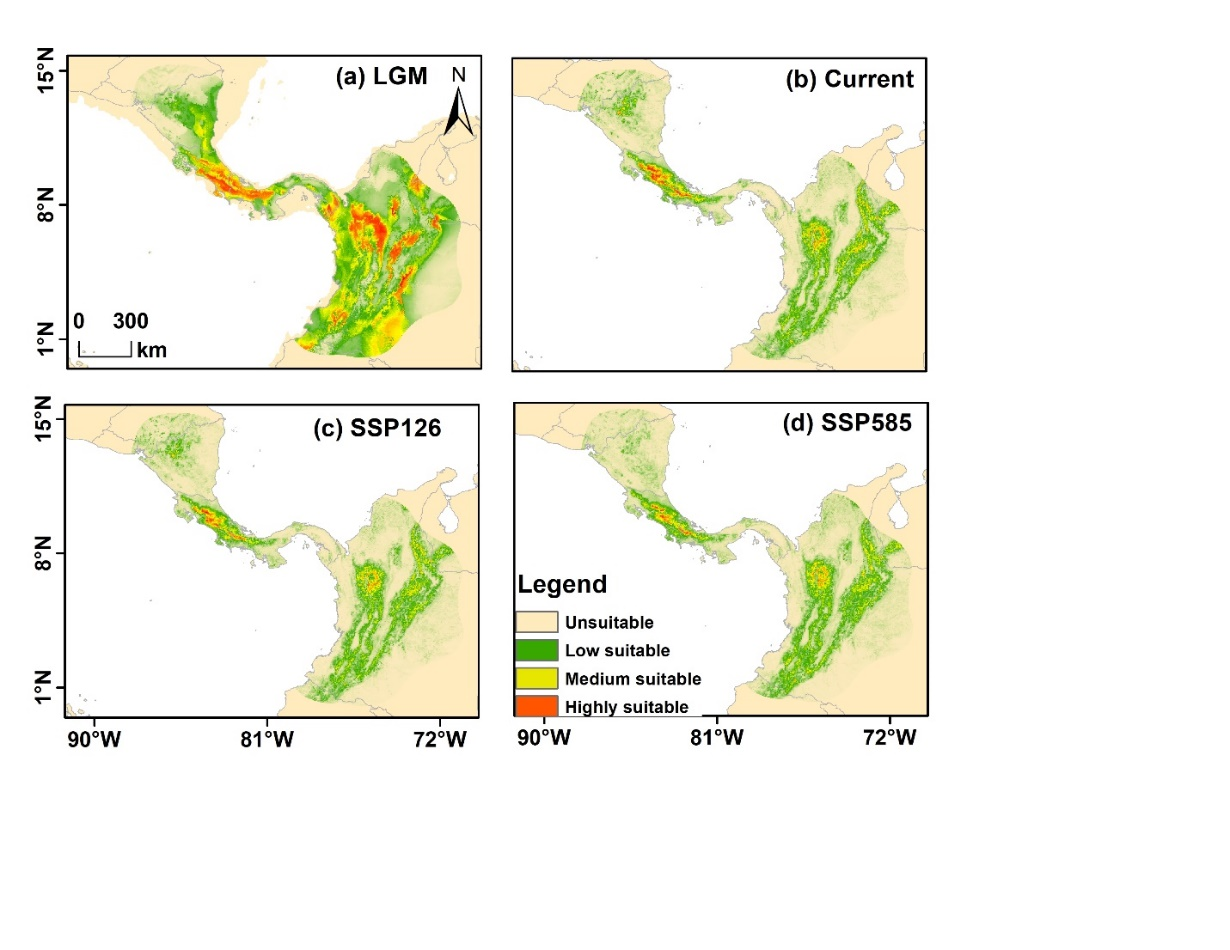 (a) LGM
N
15°N
8°N
1°N
0 300
km
(b) Current
(c) SSP126
15°N
8°N
1°N
90°W 81°W 72°W
(d) SSP585
Legend
Unsuitable
Low suitable
Medium suitable
Highly suitable
90°W 81°W 72°W